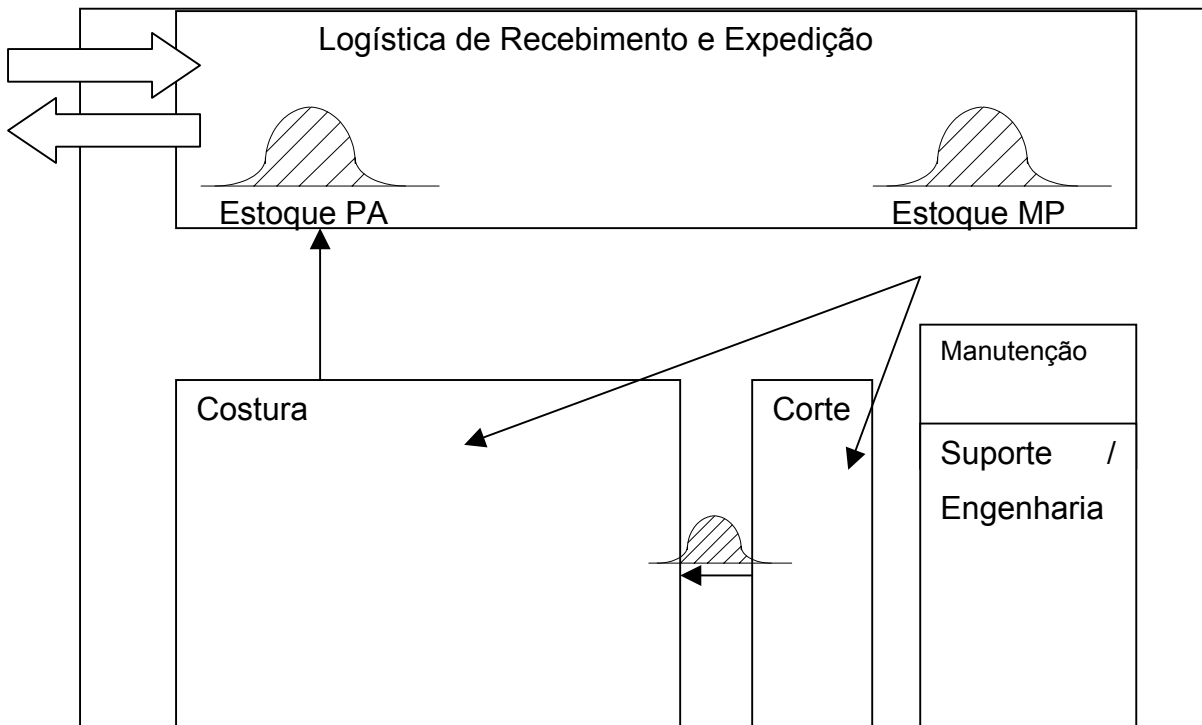 Logística de Recebimento e Expedição
Estoque PA
Estoque MP
Manutenção
Costura
Corte
Suporte /
Engenharia